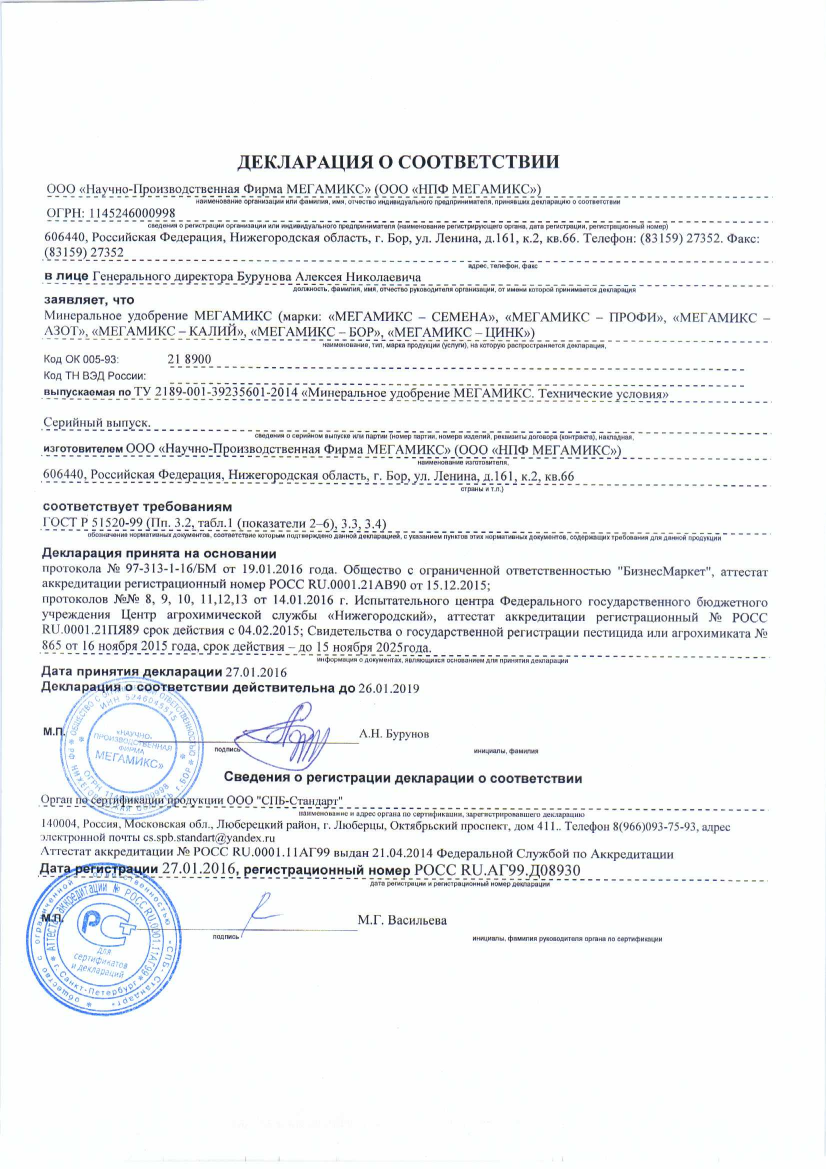 ДЕКЛАРАЦИЯ О СООТВЕТСТВИИ
ООО «Научно-Производственная Фирма МЕГАМИКС» (ООО «НПФ МЕГАМИКС»)
наименование организации или фамилия, имя, отчество индивидуального предпринимателя, принявших декларацию о соответствии
ОГРН: 1145246000998
сведения о регистрации организации или индивидуального предпринимателя (наименование регистрирующего органа, дата регистрации, регистрационный номер)
606440, Российская Федерация, Нижегородская область, г. Бор, ул. Ленина, д.161, к.2, кв.66. Телефон: (83159) 27352. Факс:
(83159) 27352
адрес, телефон, факс
в лице Генерального директора Бурунова Алексея Николаевича
должность, фамилия, имя, отчество руководителя организации, от имени которой принимается декларация
заявляет, что
Минеральное удобрение МЕГАМИКС (марки: «МЕГАМИКС – СЕМЕНА», «МЕГАМИКС – ПРОФИ», «МЕГАМИКС –
АЗОТ», «МЕГАМИКС – КАЛИЙ», «МЕГАМИКС – БОР», «МЕГАМИКС – ЦИНК»)
наименование, тип, марка продукции (услуги), на которую распространяется декларация,
Код ОК 005-93: 21 8900
Код ТН ВЭД России:
выпускаемая по ТУ 2189-001-39235601-2014 «Минеральное удобрение МЕГАМИКС. Технические условия»
Серийный выпуск.
сведения о серийном выпуске или партии (номер партии, номера изделий, реквизиты договора (контракта), накладная,
изготовителем ООО «Научно-Производственная Фирма МЕГАМИКС» (ООО «НПФ МЕГАМИКС»)
наименование изготовителя,
606440, Российская Федерация, Нижегородская область, г. Бор, ул. Ленина, д.161, к.2, кв.66
страны и т.п.)
соответствует требованиям
ГОСТ Р 51520-99 (Пп. 3.2, табл.1 (показатели 2–6), 3.3, 3.4)
обозначение нормативных документов, соответствие которым подтверждено данной декларацией, с указанием пунктов этих нормативных документов, содержащих требования для данной продукции
Декларация принята на основании
протокола № 97-313-1-16/БМ от 19.01.2016 года. Общество с ограниченной ответственностью "БизнесМаркет", аттестат
аккредитации регистрационный номер РОСС RU.0001.21АВ90 от 15.12.2015;
протоколов №№ 8, 9, 10, 11,12,13 от 14.01.2016 г. Испытательного центра Федерального государственного бюджетного
учреждения Центр агрохимической службы «Нижегородский», аттестат аккредитации регистрационный № РОСС
RU.0001.21ПЯ89 срок действия с 04.02.2015; Свидетельства о государственной регистрации пестицида или агрохимиката №
865 от 16 ноября 2015 года, срок действия – до 15 ноября 2025года.
информация о документах, являющихся основанием для принятия декларации
Дата принятия декларации 27.01.2016
Декларация о соответствии действительна до 26.01.2019
М.П. А.Н. Бурунов
подпись инициалы, фамилия
«НАУЧНО-
ПРОИЗВОДСТВЕННАЯ
ФИРМА
МЕГАМИКС»
Сведения о регистрации декларации о соответствии
Орган по сертификации продукции ООО "СПБ-Стандарт"
наименование и адрес органа по сертификации, зарегистрировавшего декларацию
140004, Россия, Московская обл., Люберецкий район, г. Люберцы, Октябрьский проспект, дом 411.. Телефон 8(966)093-75-93, адрес
электронной почты cs.spb.standart@yandex.ru
Аттестат аккредитации № РОСС RU.0001.11АГ99 выдан 21.04.2014 Федеральной Службой по Аккредитации
Дата регистрации 27.01.2016, регистрационный номер РОСС RU.АГ99.Д08930
дата регистрации и регистрационный номер декларации
М.П. М.Г. Васильева
подпись инициалы, фамилия руководителя органа по сертификации
Аттестат аккредитации № РОСС RU.0001.11АГ99
г. Санкт-Петербург
для
сертификатов
и деклараций